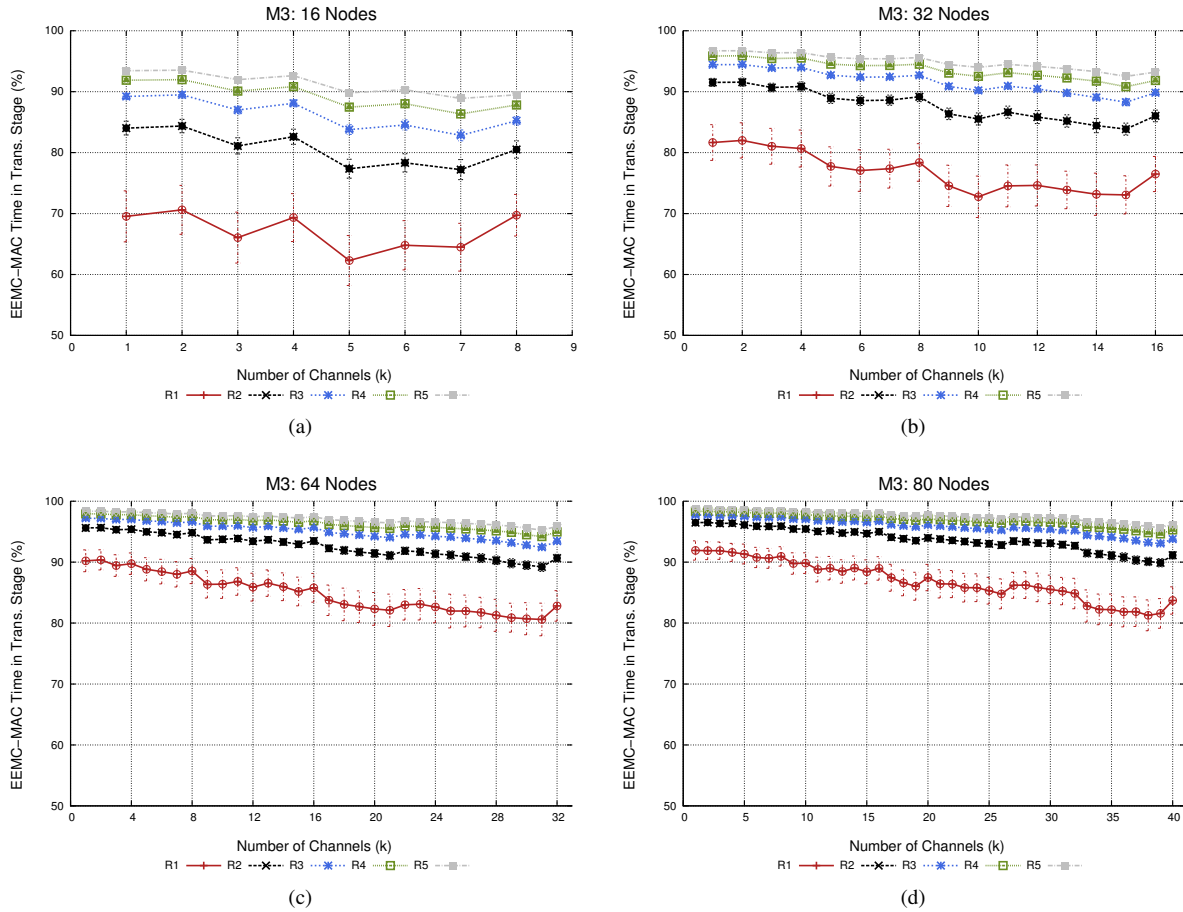 M3: 16 Nodes
EEMC-MAC Time in Trans. Stage (%)
100
90
80
70
60
50
0 1 2 3 4 5 6 7 8 9
Number of Channels (k)
R1 R2 R3 R4 R5
(a)
M3: 32 Nodes
EEMC-MAC Time in Trans. Stage (%)
100
90
80
70
60
50
0 2 4 6 8 10 12 14 16
Number of Channels (k)
R1 R2 R3 R4 R5
(b)
M3: 64 Nodes
EEMC-MAC Time in Trans. Stage (%)
100
90
80
70
60
50
0 4 8 12 16 20 24 28 32
Number of Channels (k)
R1 R2 R3 R4 R5
(c)
M3: 80 Nodes
EEMC-MAC Time in Trans. Stage (%)
100
90
80
70
60
50
0 5 10 15 20 25 30 35 40
Number of Channels (k)
R1 R2 R3 R4 R5
(d)